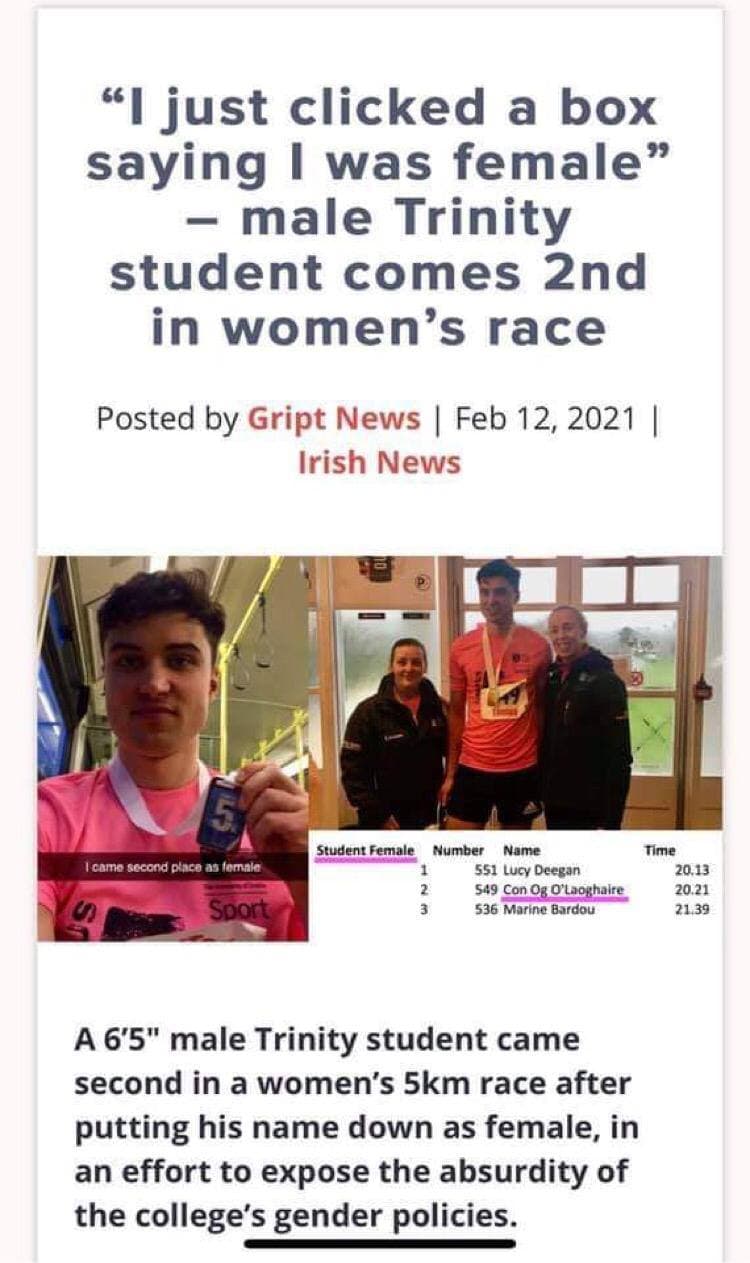 “I just clicked a box
saying I was female”
– male Trinity
student comes 2nd
in women’s race
Posted by Gript News | Feb 12, 2021 |
Irish News
I came second place as female
5
Sport
P
Student Female Number Name Time
1 551 Lucy Deegan 20.13
2 549 Con Og O'Laoghaire 20.21
3 536 Marine Bardou 21.39
A 6’5" male Trinity student came
second in a women’s 5km race after
putting his name down as female, in
an effort to expose the absurdity of
the college’s gender policies.